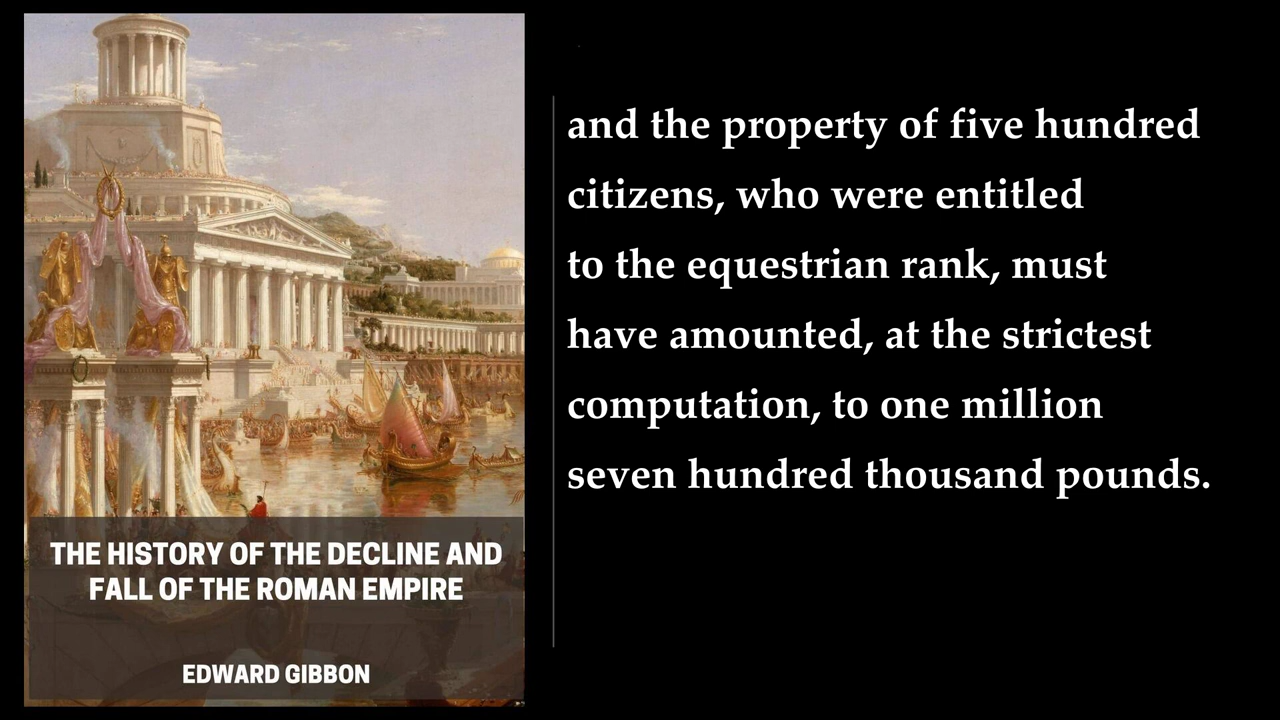 THE HISTORY OF THE DECLINE AND
FALL OF THE ROMAN EMPIRE
EDWARD GIBBON
and the property of five hundred
citizens, who were entitled
to the equestrian rank, must
have amounted, at the strictest
computation, to one million
seven hundred thousand pounds.